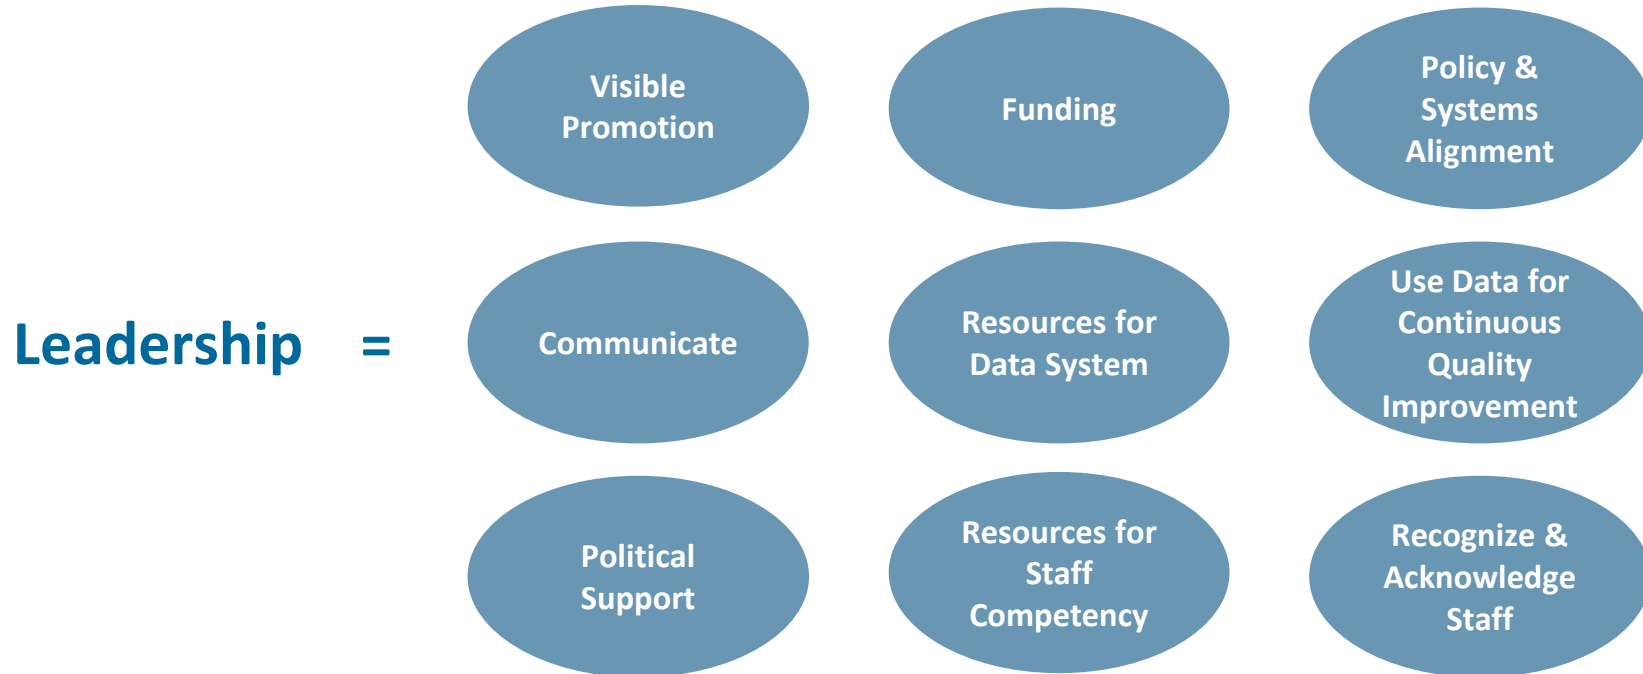 Visible
Promotion
Funding
Policy &
Systems
Alignment
Leadership =
Communicate
Resources for
Data System
Use Data for
Continuous
Quality
Improvement
Political
Support
Resources for
Staff
Competency
Recognize &
Acknowledge
Staff